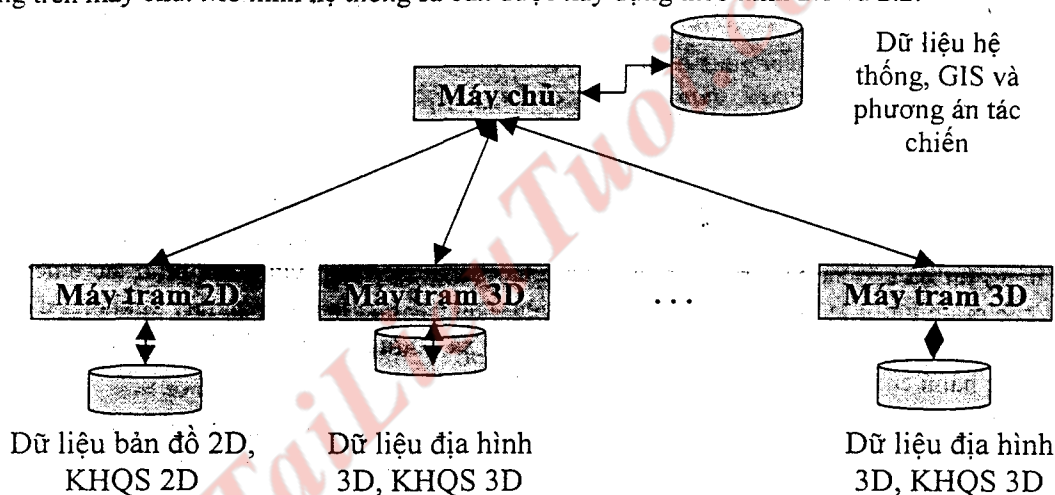 Dữ liệu hệ
thống, GIS và
phương án tác
chiến
Máy chủ
Máy trạm 2D
Máy trạm 3D
...
Máy trạm 3D
Dữ liệu bản đồ 2D,
KHQS 2D
Dữ liệu địa hình
3D, KHQS 3D
Dữ liệu địa hình
3D, KHQS 3D